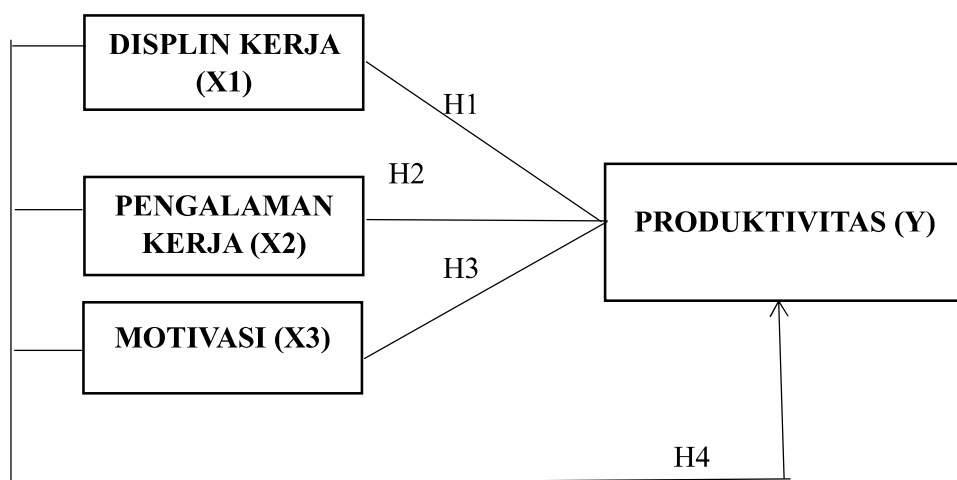 DISPLIN KERJA
(X1)
H1
H2
PENGALAMAN
KERJA (X2)
PRODUKTIVITAS (Y)
H3
MOTIVASI (X3)
H4